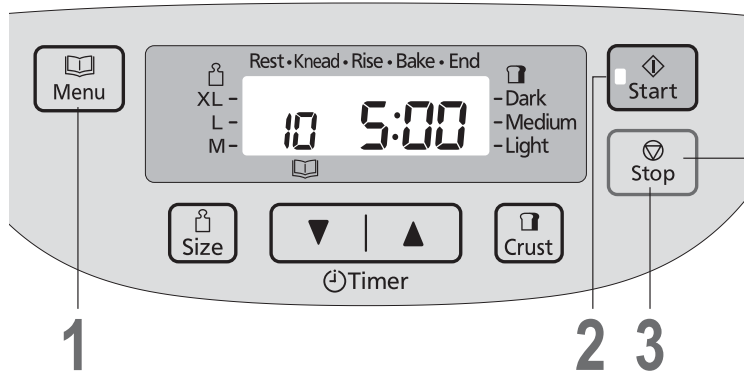 Rest • Knead • Rise • Bake • End
Menu
XL –
L –
M –
10 5:00
– Dark
– Medium
– Light
Start
Stop
Size
▼ | ▲
Crust
Timer
1
2
3